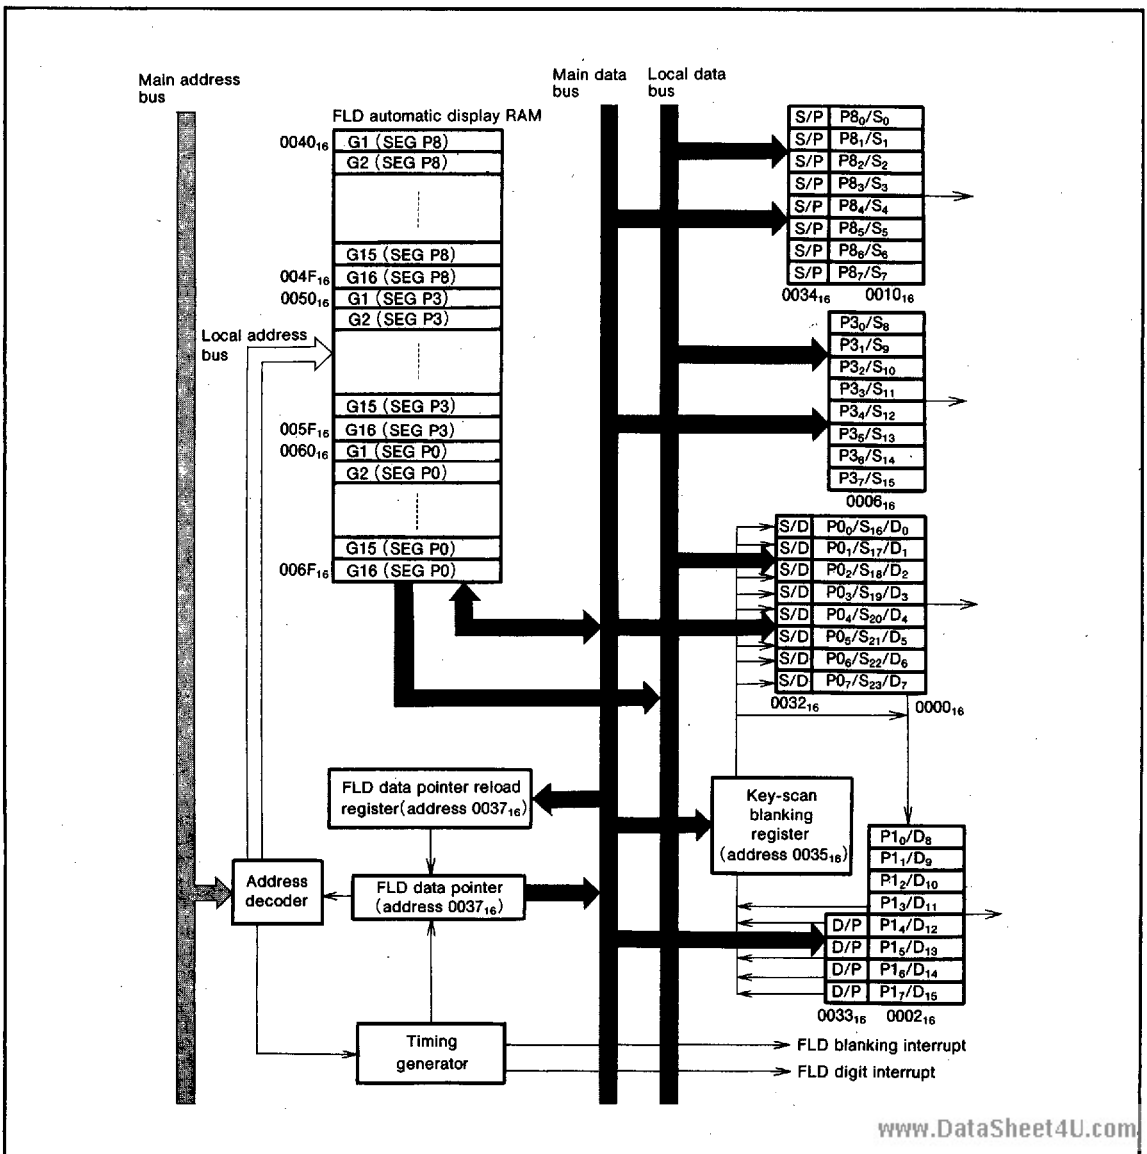 Main address
bus
FLD automatic display RAM
0040₁₆
G1 (SEG P8)
G2 (SEG P8)
G15 (SEG P8)
004F₁₆
G16 (SEG P8)
0050₁₆
G1 (SEG P3)
G2 (SEG P3)
Local address
bus
G15 (SEG P3)
005F₁₆
G16 (SEG P3)
0060₁₆
G1 (SEG P0)
G2 (SEG P0)
G15 (SEG P0)
006F₁₆
G16 (SEG P0)
Main data
bus
Local data
bus
S/P P8₀/S₀
S/P P8₁/S₁
S/P P8₂/S₂
S/P P8₃/S₃
S/P P8₄/S₄
S/P P8₅/S₅
S/P P8₆/S₆
S/P P8₇/S₇
0034₁₆ 0010₁₆
P3₀/S₈
P3₁/S₉
P3₂/S₁₀
P3₃/S₁₁
P3₄/S₁₂
P3₅/S₁₃
P3₆/S₁₄
P3₇/S₁₅
0006₁₆
S/D P0₀/S₁₆/D₀
S/D P0₁/S₁₇/D₁
S/D P0₂/S₁₈/D₂
S/D P0₃/S₁₉/D₃
S/D P0₄/S₂₀/D₄
S/D P0₅/S₂₁/D₅
S/D P0₆/S₂₂/D₆
S/D P0₇/S₂₃/D₇
0032₁₆ 0000₁₆
FLD data pointer reload
register(address 0037₁₆)
Key-scan
blanking
register
(address 0035₁₆)
Address
decoder
FLD data pointer
(address 0037₁₆)
P1₀/D₈
P1₁/D₉
P1₂/D₁₀
P1₃/D₁₁
D/P P1₄/D₁₂
D/P P1₅/D₁₃
D/P P1₆/D₁₄
D/P P1₇/D₁₅
0033₁₆ 0002₁₆
Timing
generator
FLD blanking interrupt
FLD digit interrupt
www.DataSheet4U.com